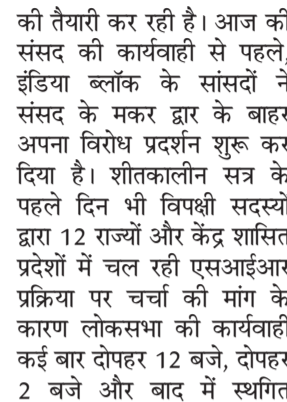 की तैयारी कर रही है। आज की
संसद की कार्यवाही से पहले,
इंडिया ब्लॉक के सांसदों ने
संसद के मकर द्वार के बाहर
अपना विरोध प्रदर्शन शुरू कर
दिया है। शीतकालीन सत्र के
पहले दिन भी विपक्षी सदस्यों
द्वारा 12 राज्यों और केंद्र शासित
प्रदेशों में चल रही एसआईआर
प्रक्रिया पर चर्चा की मांग के
कारण लोकसभा की कार्यवाही
कई बार दोपहर 12 बजे, दोपहर
2 बजे और बाद में स्थगित